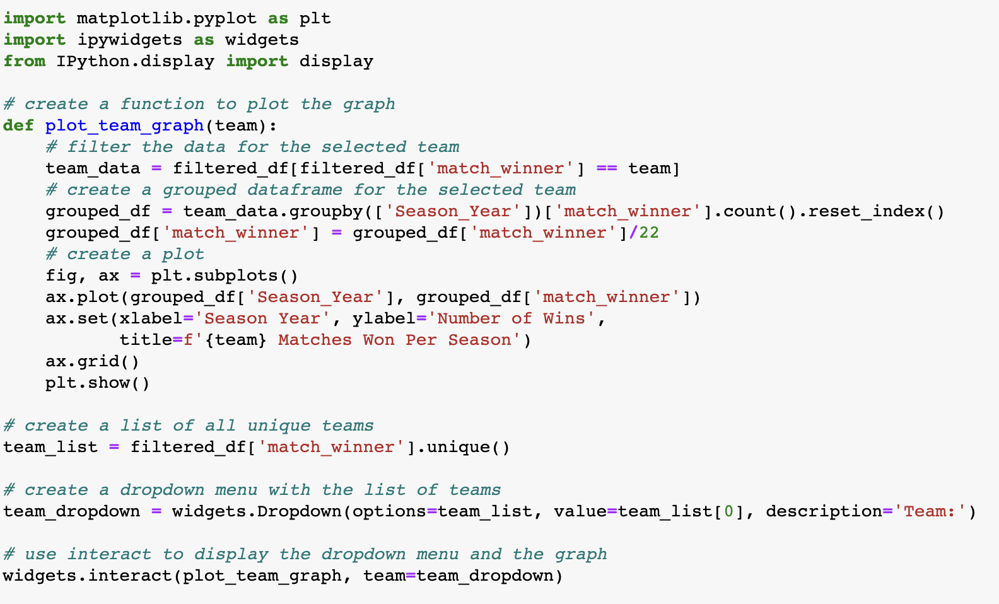 import matplotlib.pyplot as plt
import ipywidgets as widgets
from IPython.display import display

# create a function to plot the graph
def plot_team_graph(team):
    # filter the data for the selected team
    team_data = filtered_df[filtered_df['match_winner'] == team]
    # create a grouped dataframe for the selected team
    grouped_df = team_data.groupby(['Season_Year'])['match_winner'].count().reset_index()
    grouped_df['match_winner'] = grouped_df['match_winner']/22
    # create a plot
    fig, ax = plt.subplots()
    ax.plot(grouped_df['Season_Year'], grouped_df['match_winner'])
    ax.set(xlabel='Season Year', ylabel='Number of Wins',
           title=f'{team} Matches Won Per Season')
    ax.grid()
    plt.show()

# create a list of all unique teams
team_list = filtered_df['match_winner'].unique()

# create a dropdown menu with the list of teams
team_dropdown = widgets.Dropdown(options=team_list, value=team_list[0], description='Team:')

# use interact to display the dropdown menu and the graph
widgets.interact(plot_team_graph, team=team_dropdown)